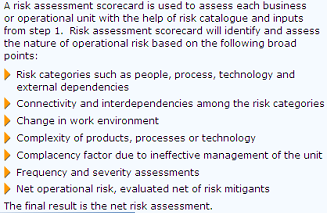 A risk assessment scorecard is used to assess each business
or operational unit with the help of risk catalogue and inputs
from step 1. Risk assessment scorecard will identify and assess
the nature of operational risk based on the following broad
points:
Risk categories such as people, process, technology and
external dependencies
Connectivity and interdependencies among the risk categories
Change in work environment
Complexity of products, processes or technology
Complacency factor due to ineffective management of the unit
Frequency and severity assessments
Net operational risk, evaluated net of risk mitigants
The final result is the net risk assessment.